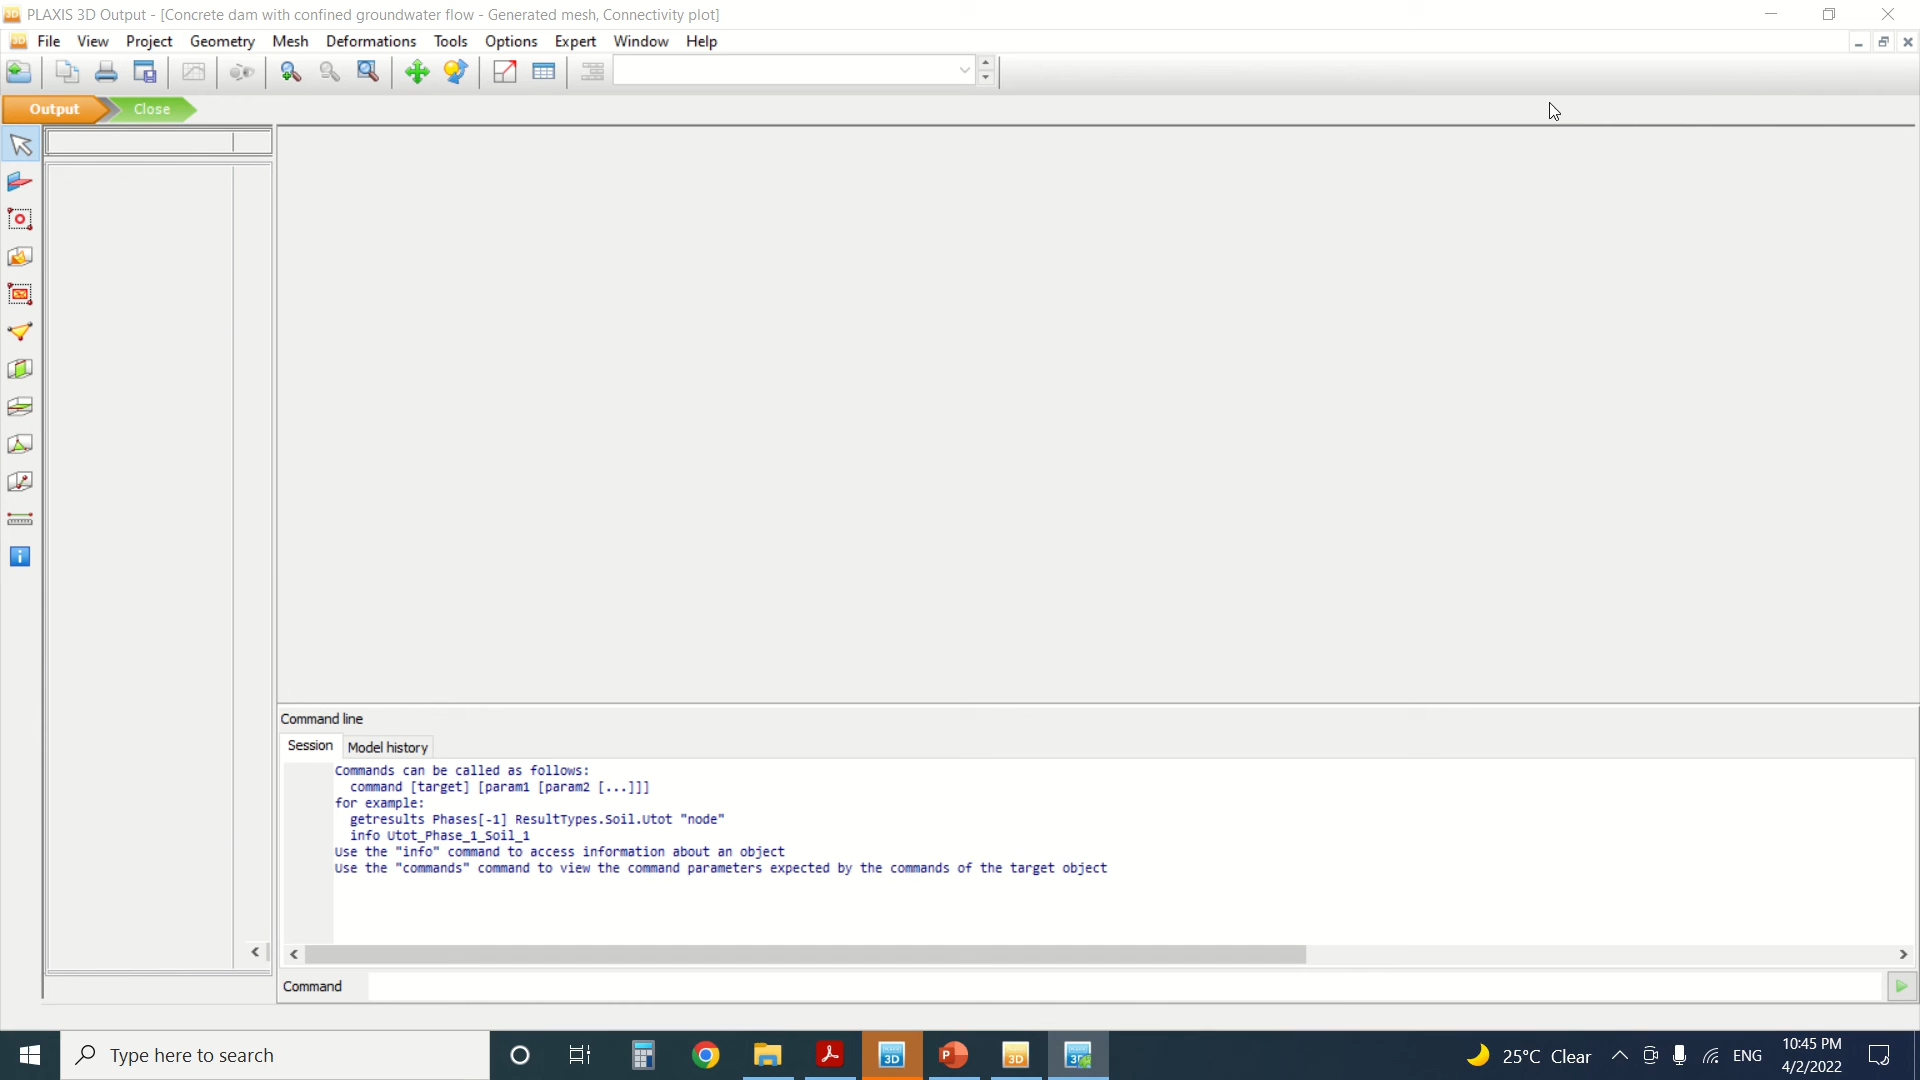 PLAXIS 3D Output - [Concrete dam with confined groundwater flow - Generated mesh, Connectivity plot]
File View Project Geometry Mesh Deformations Tools Options Expert Window Help
Output Close
Command line
Session Model history
Commands can be called as follows:
command [target] [param1 [param2 [...]]]
for example:
getresults Phases[-1] ResultTypes.Soil.Utot "node"
info Utot_Phase_1_Soil_1
Use the "info" command to access information about an object
Use the "commands" command to view the command parameters expected by the commands of the target object
Command
Type here to search
25°C Clear
ENG
10:45 PM
4/2/2022